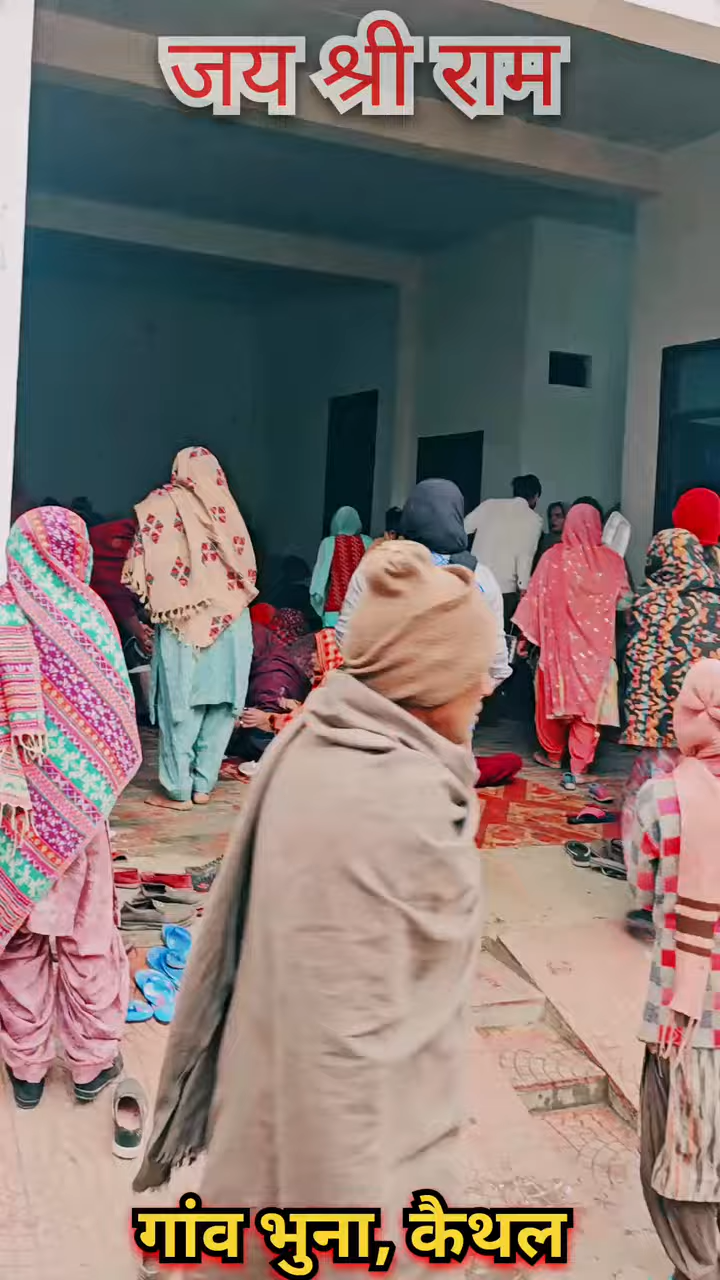 जय श्री राम
गांव भुना, कैथल